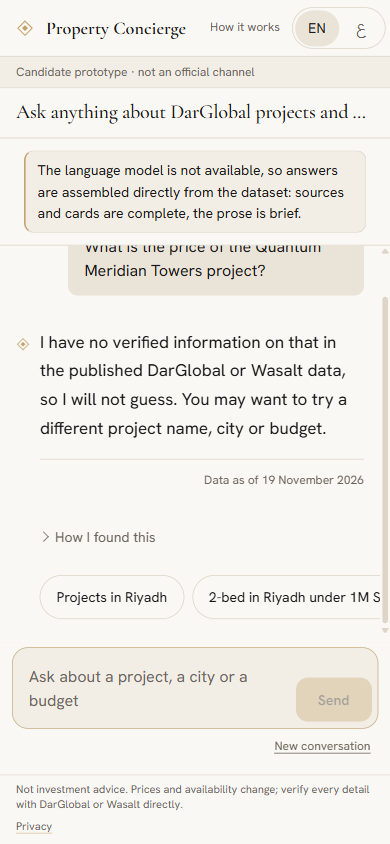 Property Concierge
How it works
EN
ع
Candidate prototype · not an official channel
Ask anything about DarGlobal projects and ...
The language model is not available, so answers
are assembled directly from the dataset: sources
and cards are complete, the prose is brief.
What is the price of the Quantum
Meridian Towers project?
I have no verified information on that in
the published DarGlobal or Wasalt data,
so I will not guess. You may want to try a
different project name, city or budget.
Data as of 19 November 2026
How I found this
Projects in Riyadh
2-bed in Riyadh under 1M S
Ask about a project, a city or a
budget
Send
New conversation
Not investment advice. Prices and availability change; verify every detail
with DarGlobal or Wasalt directly.
Privacy